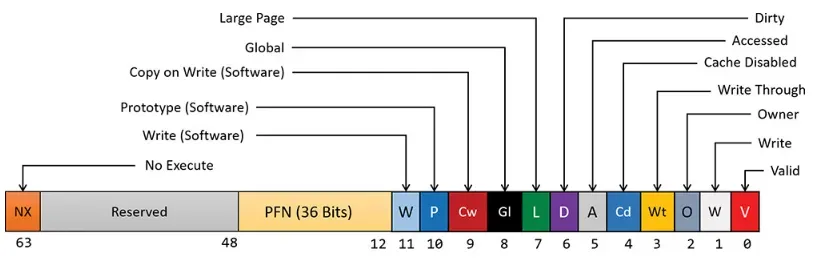 Large Page
Dirty
Global
Accessed
Copy on Write (Software)
Cache Disabled
Prototype (Software)
Write Through
Write (Software)
Owner
No Execute
Write
Valid
NX Reserved PFN (36 Bits) W P Cw Gl L D A Cd Wt O W V
63 48 12 11 10 9 8 7 6 5 4 3 2 1 0